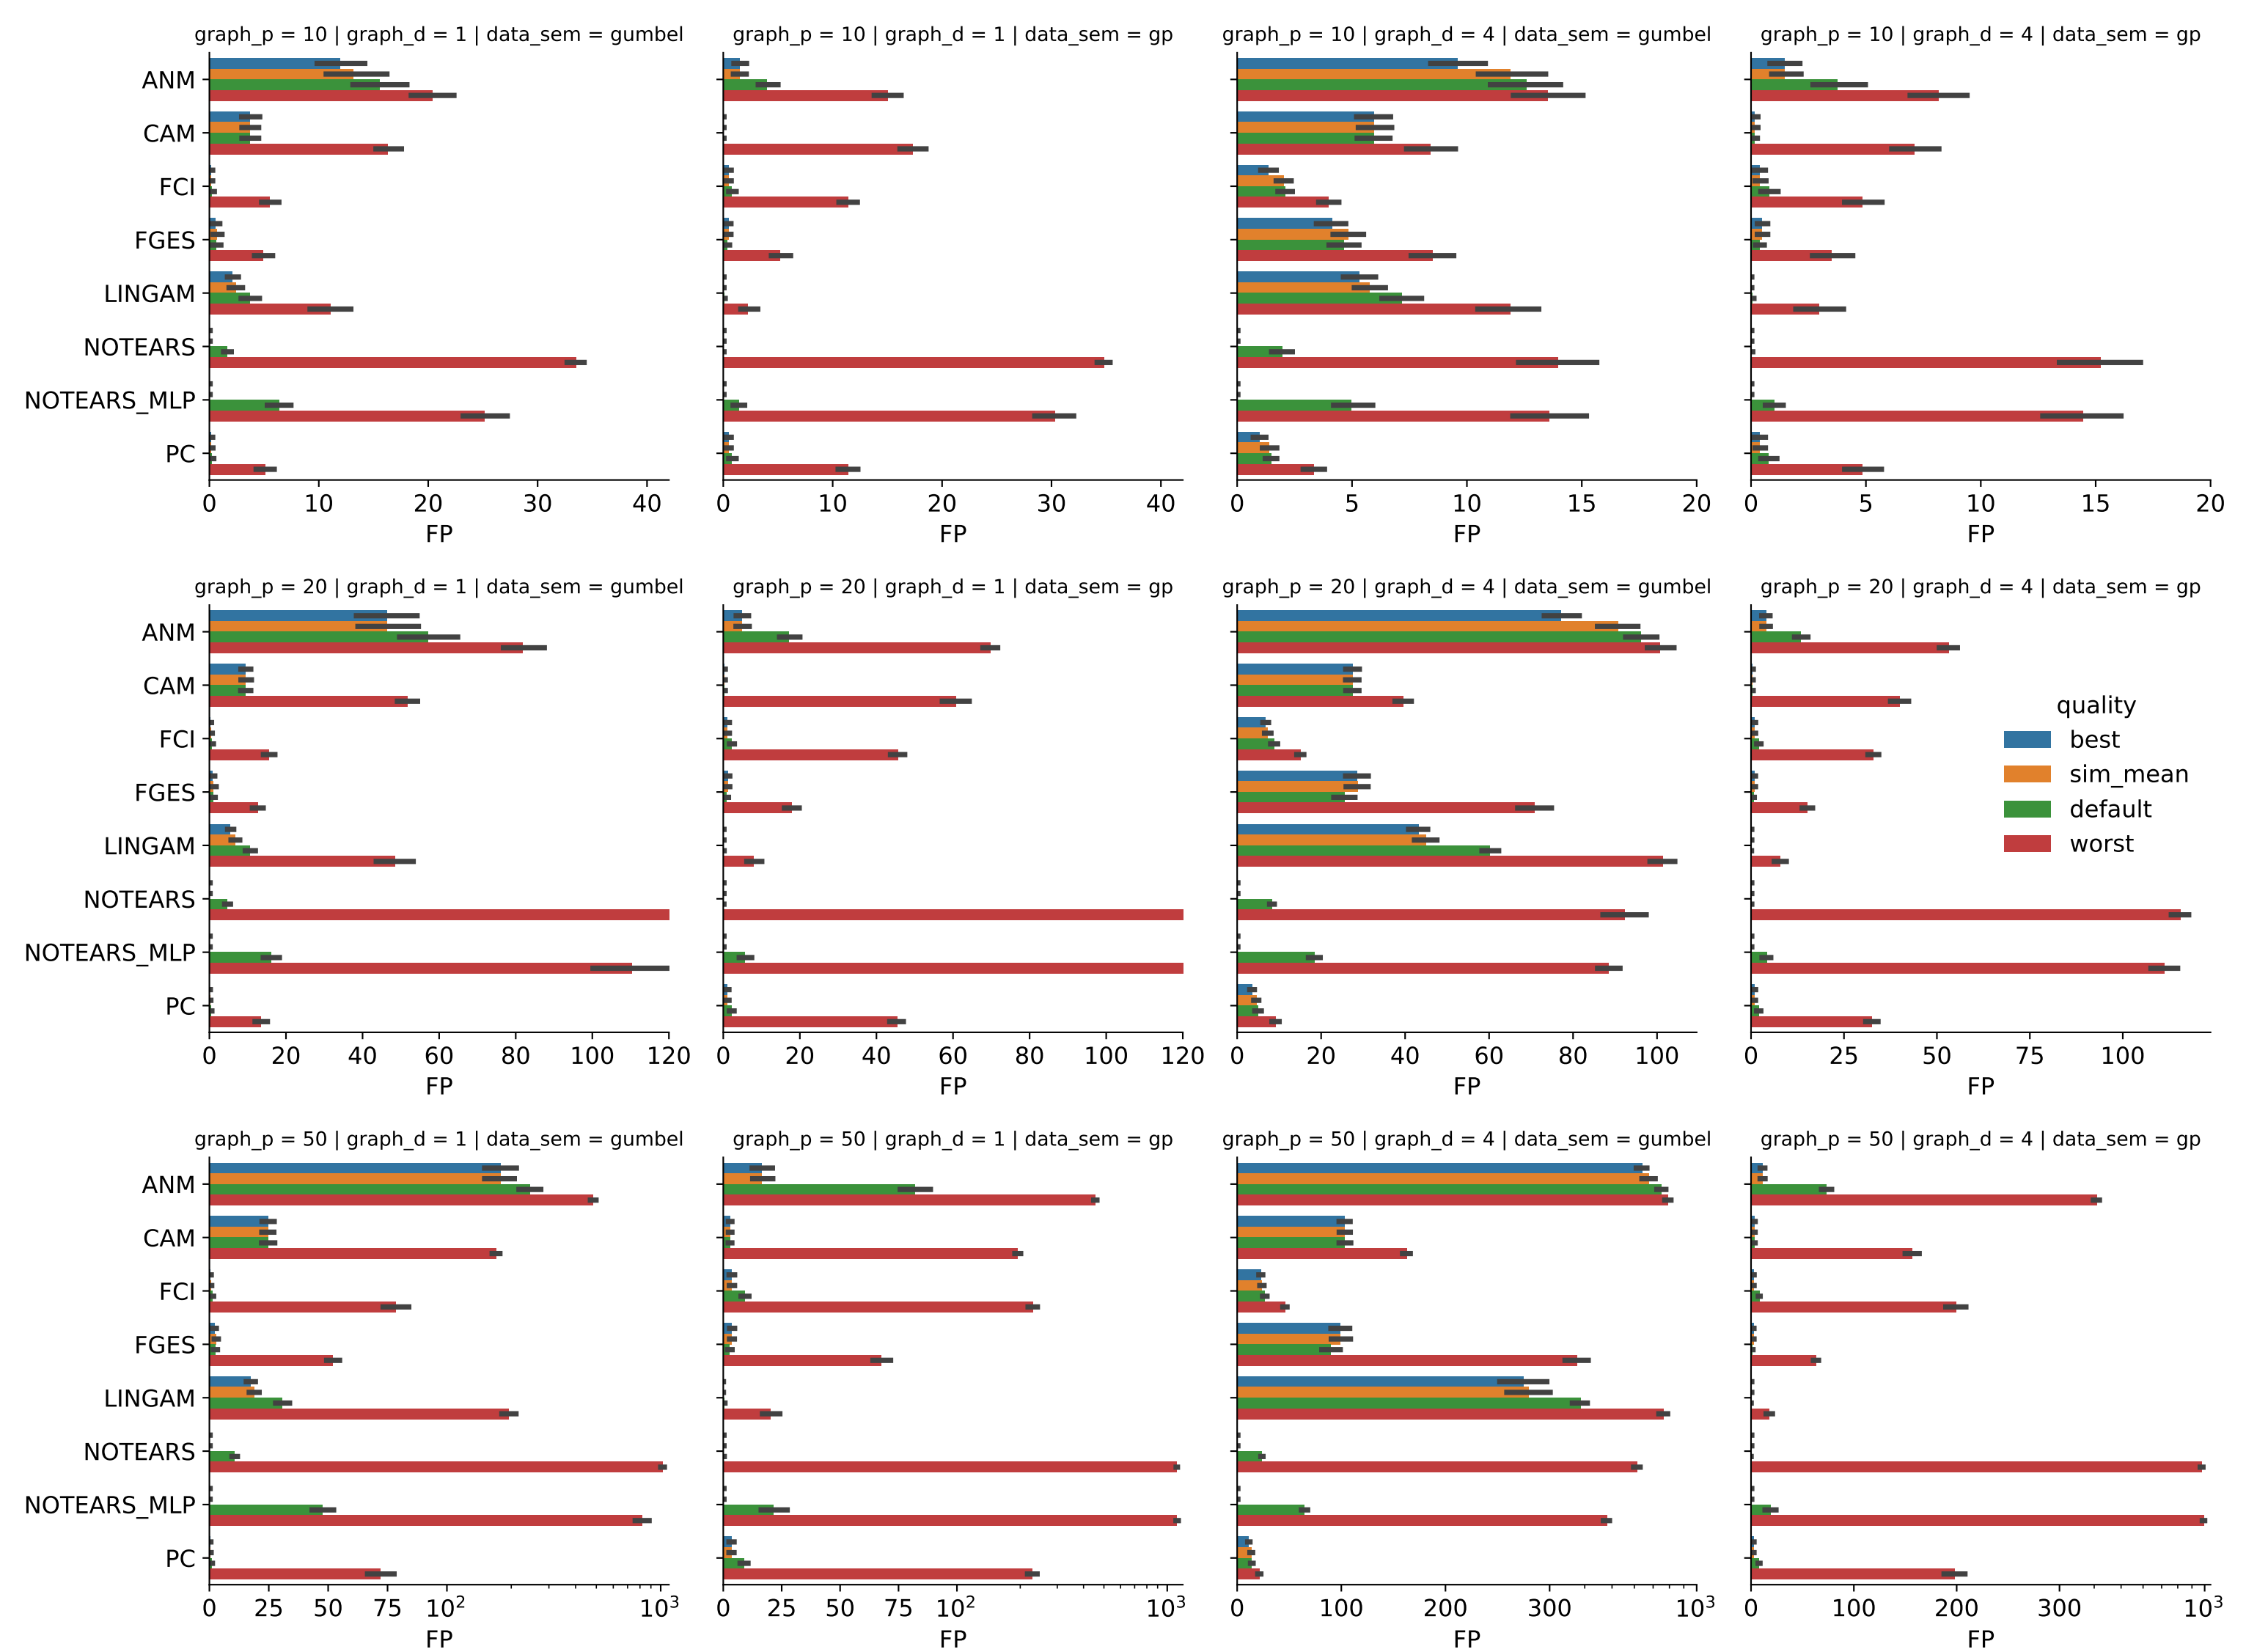 graph_p = 10 | graph_d = 1 | data_sem = gumbel
graph_p = 10 | graph_d = 1 | data_sem = gp
graph_p = 10 | graph_d = 4 | data_sem = gumbel
graph_p = 10 | graph_d = 4 | data_sem = gp
ANM
CAM
FCI
FGES
LINGAM
NOTEARS
NOTEARS_MLP
PC
0 10 20 30 40
0 10 20 30 40
0 5 10 15 20
0 5 10 15 20
FP
FP
FP
FP
graph_p = 20 | graph_d = 1 | data_sem = gumbel
graph_p = 20 | graph_d = 1 | data_sem = gp
graph_p = 20 | graph_d = 4 | data_sem = gumbel
graph_p = 20 | graph_d = 4 | data_sem = gp
ANM
CAM
FCI
FGES
LINGAM
NOTEARS
NOTEARS_MLP
PC
quality
best
sim_mean
default
worst
0 20 40 60 80 100 120
0 20 40 60 80 100 120
0 20 40 60 80 100
0 25 50 75 100
FP
FP
FP
FP
graph_p = 50 | graph_d = 1 | data_sem = gumbel
graph_p = 50 | graph_d = 1 | data_sem = gp
graph_p = 50 | graph_d = 4 | data_sem = gumbel
graph_p = 50 | graph_d = 4 | data_sem = gp
ANM
CAM
FCI
FGES
LINGAM
NOTEARS
NOTEARS_MLP
PC
0 25 50 75 10² 10³
0 25 50 75 10² 10³
0 100 200 300 10³
0 100 200 300 10³
FP
FP
FP
FP